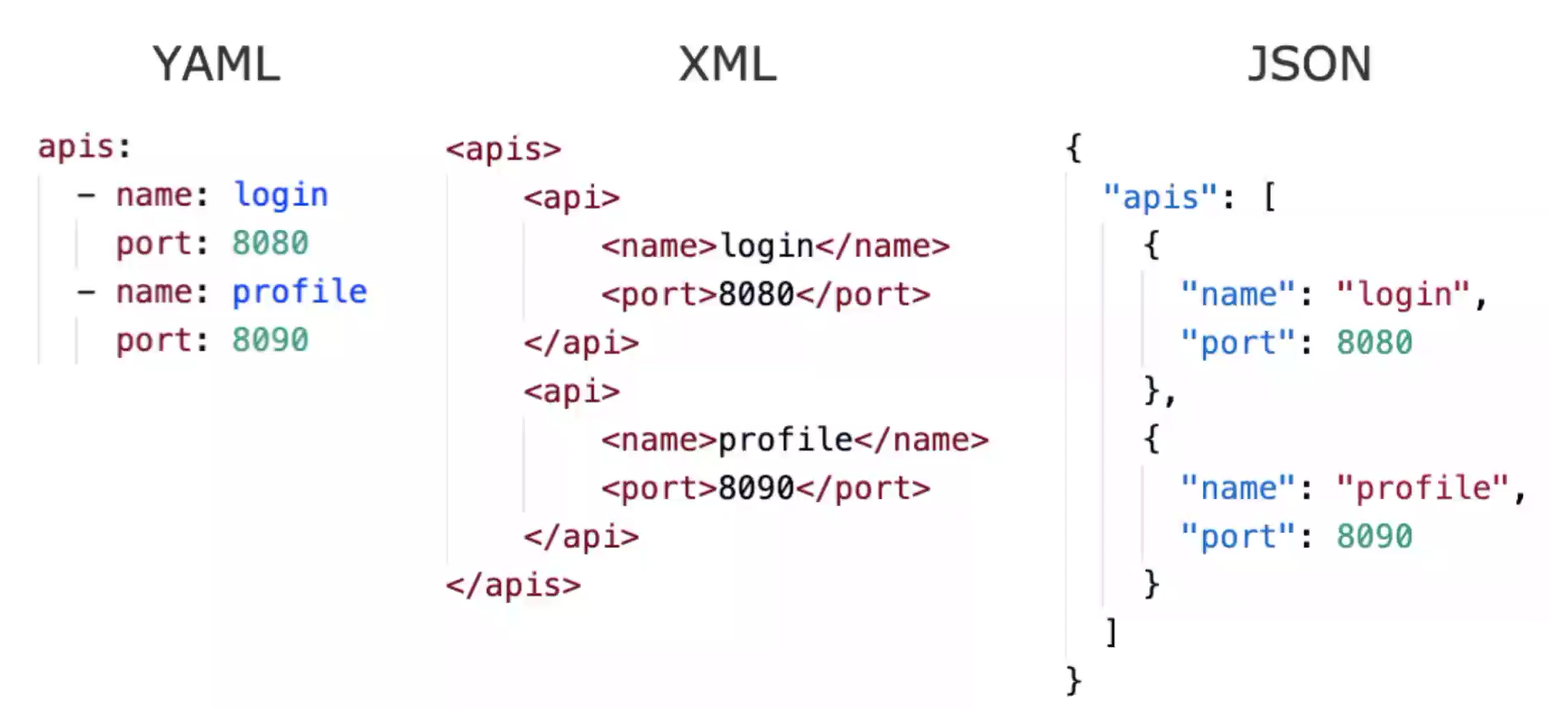 YAML
apis:
  - name: login
    port: 8080
  - name: profile
    port: 8090
XML
<apis>
    <api>
        <name>login</name>
        <port>8080</port>
    </api>
    <api>
        <name>profile</name>
        <port>8090</port>
    </api>
</apis>
JSON
{
  "apis": [
    {
      "name": "login",
      "port": 8080
    },
    {
      "name": "profile",
      "port": 8090
    }
  ]
}